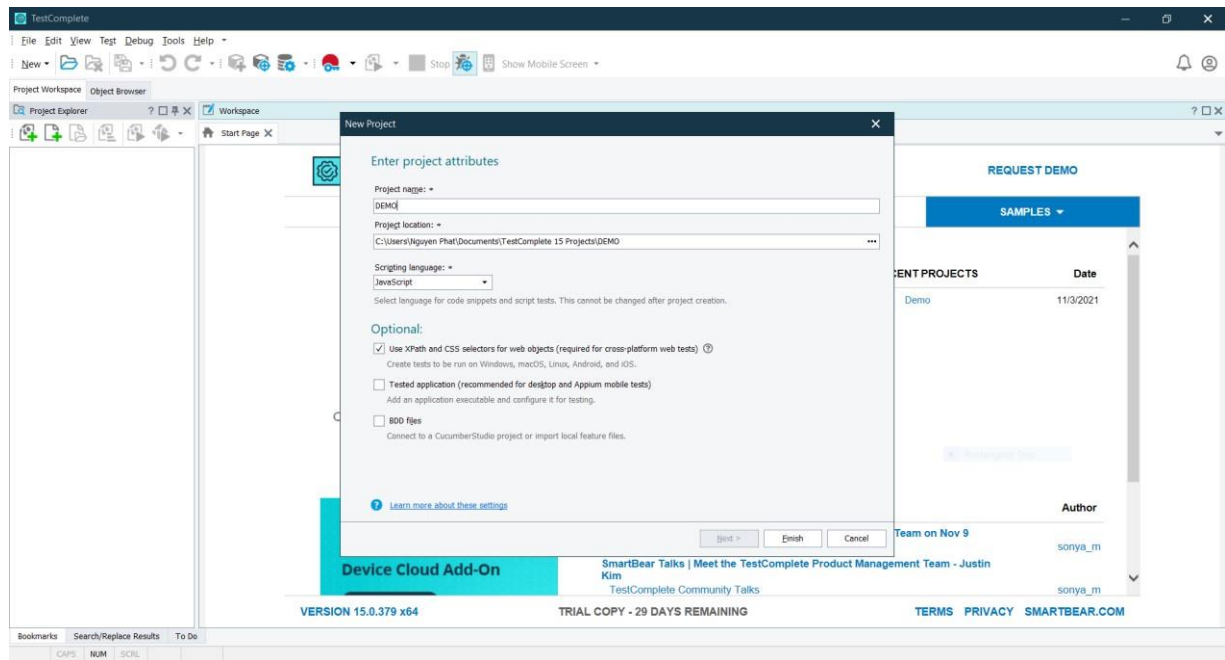 TestComplete
File Edit View Test Debug Tools Help
New Stop Show Mobile Screen
Project Workspace Object Browser
Project Explorer
Workspace
Start Page
New Project
Enter project attributes
Project name:
DEMO
Project location:
C:\Users\Nguyen Phat\Documents\TestComplete 15 Projects\DEMO
Scripting language:
JavaScript
Select language for code snippets and script tests. This cannot be changed after project creation.
Optional:
Use XPath and CSS selectors for web objects (required for cross-platform web tests)
Create tests to be run on Windows, macOS, Linux, Android, and iOS.
Tested application (recommended for desktop and Appium mobile tests)
Add an application executable and configure it for testing.
BDD files
Connect to a CucumberStudio project or import local feature files.
Learn more about these settings
Next > Finish Cancel
REQUEST DEMO
SAMPLES
CENT PROJECTS Date
Demo 11/3/2021
Author
Team on Nov 9
sonya_m
SmartBear Talks | Meet the TestComplete Product Management Team - Justin
Kim
TestComplete Community Talks sonya_m
Device Cloud Add-On
VERSION 15.0.379 x64 TRIAL COPY - 29 DAYS REMAINING TERMS PRIVACY SMARTBEAR.COM
Bookmarks Search/Replace Results To Do
CAPS NUM SCRL